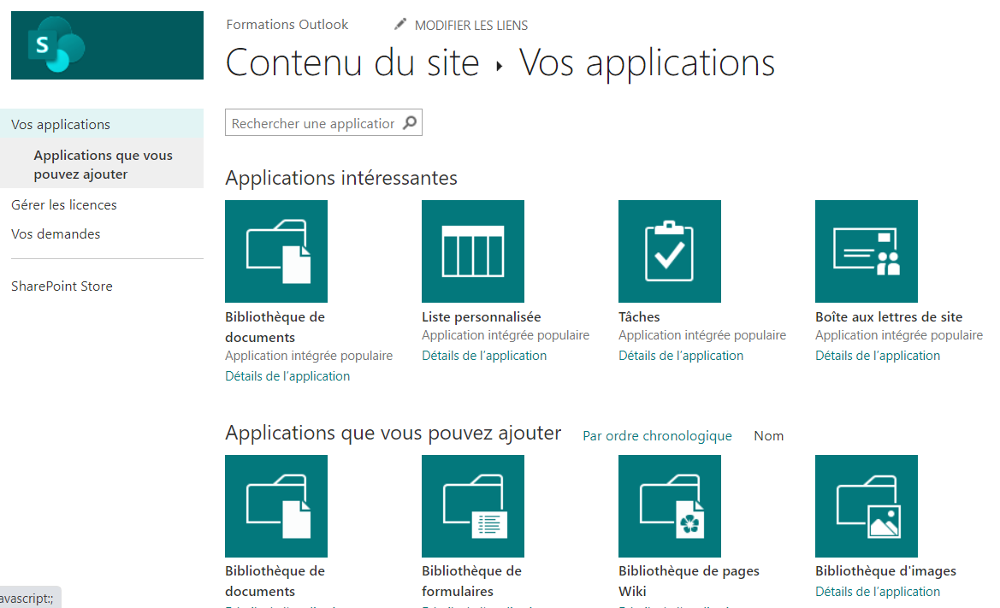 S
Formations Outlook
MODIFIER LES LIENS
Contenu du site ▸ Vos applications
Vos applications
Applications que vous
pouvez ajouter
Gérer les licences
Vos demandes
SharePoint Store
Rechercher une application
Applications intéressantes
Bibliothèque de
documents
Application intégrée populaire
Détails de l'application
Liste personnalisée
Application intégrée populaire
Détails de l'application
Tâches
Application intégrée populaire
Détails de l'application
Boîte aux lettres de site
Application intégrée populaire
Détails de l'application
Applications que vous pouvez ajouter
Par ordre chronologique
Nom
Bibliothèque de
documents
Bibliothèque de
formulaires
Bibliothèque de pages
Wiki
Bibliothèque d'images
Détails de l'application
avascript:;